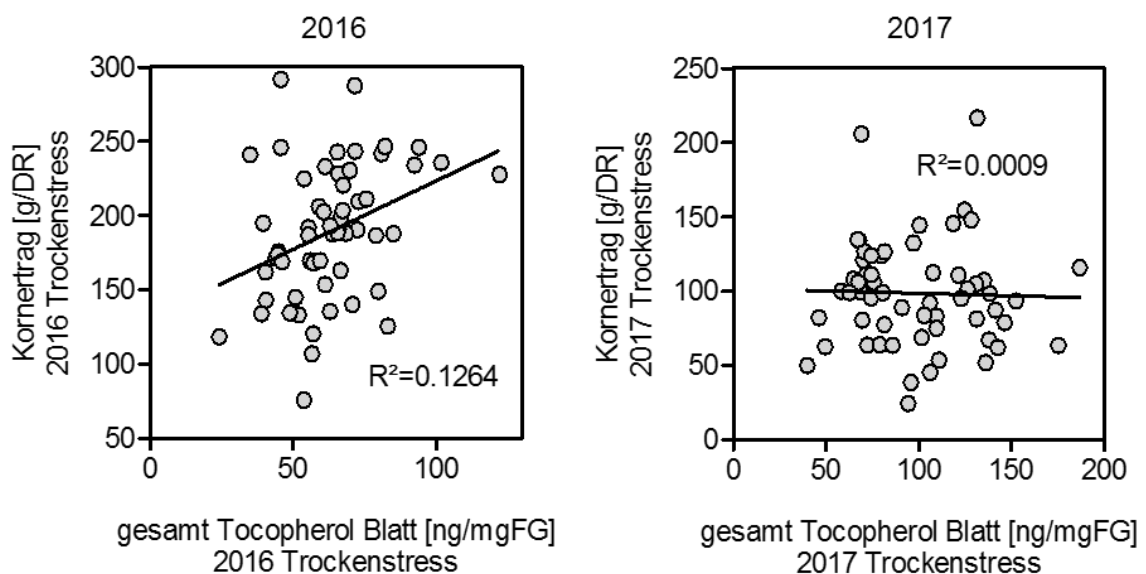 2016
300
250
200
150
100
50
0
50
100
Kornertrag [g/DR]
2016 Trockenstress
R²=0.1264
gesamt Tocopherol Blatt [ng/mgFG]
2016 Trockenstress
2017
250
200
150
100
50
0
0
50
100
150
200
Kornertrag [g/DR]
2017 Trockenstress
R²=0.0009
gesamt Tocopherol Blatt [ng/mgFG]
2017 Trockenstress